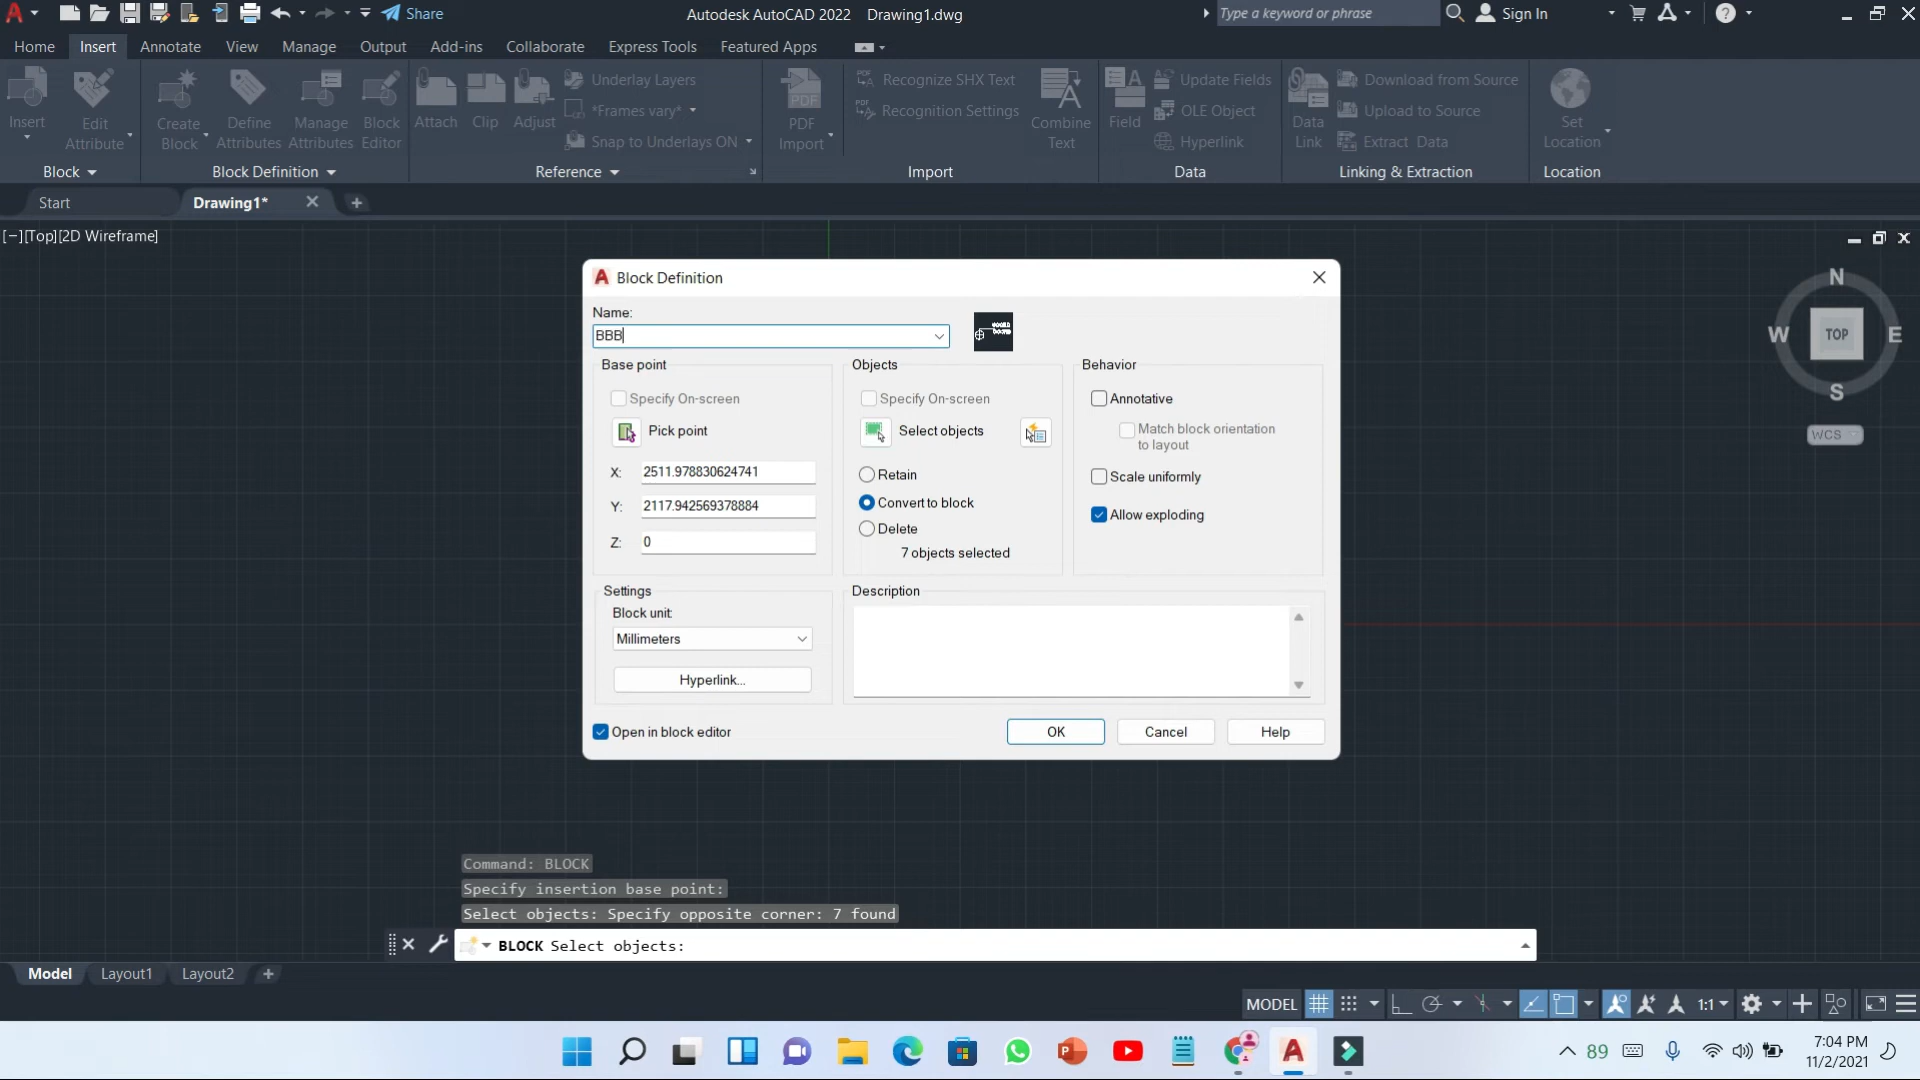 Share
Autodesk AutoCAD 2022 Drawing1.dwg
Type a keyword or phrase
Sign In
Home Insert Annotate View Manage Output Add-ins Collaborate Express Tools Featured Apps
Insert
Edit Attribute
Create Block
Define Attributes
Manage Attributes
Block Editor
Attach
Clip
Adjust
Underlay Layers
*Frames vary*
Snap to Underlays ON
PDF Import
Recognize SHX Text
Recognition Settings
Combine Text
Field
Update Fields
OLE Object
Hyperlink
Data Link
Download from Source
Upload to Source
Extract Data
Set Location
Block
Block Definition
Reference
Import
Data
Linking & Extraction
Location
Start
Drawing1*
[−][Top][2D Wireframe]
N
W TOP E
S
WCS
Block Definition
Name:
BBB
Base point
Specify On-screen
Pick point
X: 2511.978830624741
Y: 2117.942569378884
Z: 0
Objects
Specify On-screen
Select objects
Retain
Convert to block
Delete
7 objects selected
Behavior
Annotative
Match block orientation
to layout
Scale uniformly
Allow exploding
Settings
Block unit:
Millimeters
Hyperlink...
Description
Open in block editor
OK
Cancel
Help
Command: BLOCK
Specify insertion base point:
Select objects: Specify opposite corner: 7 found
BLOCK Select objects:
Model Layout1 Layout2
MODEL
1:1
89
7:04 PM
11/2/2021